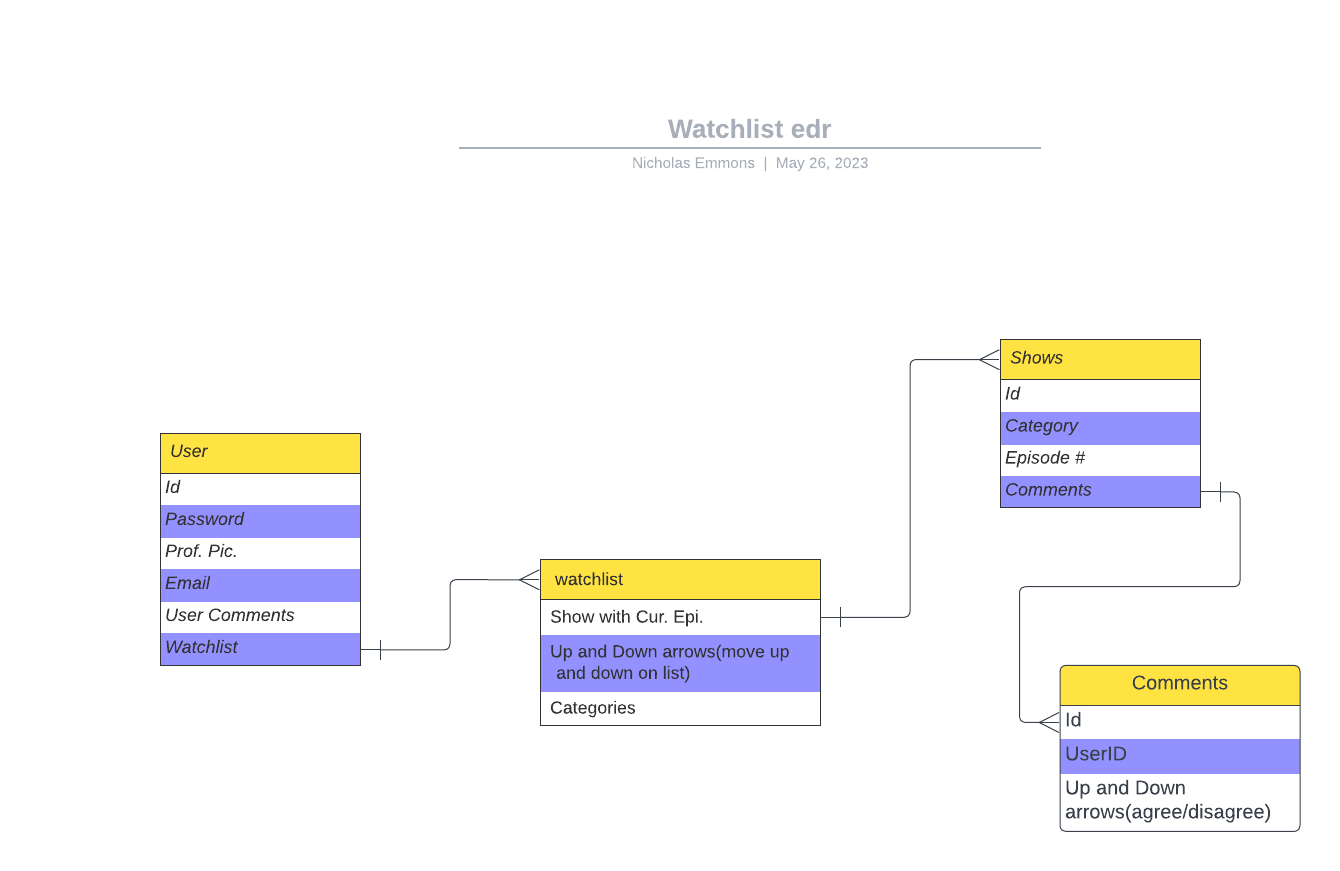 Watchlist edr
Nicholas Emmons | May 26, 2023
User
Id
Password
Prof. Pic.
Email
User Comments
Watchlist
watchlist
Show with Cur. Epi.
Up and Down arrows(move up
and down on list)
Categories
Shows
Id
Category
Episode #
Comments
Comments
Id
UserID
Up and Down
arrows(agree/disagree)